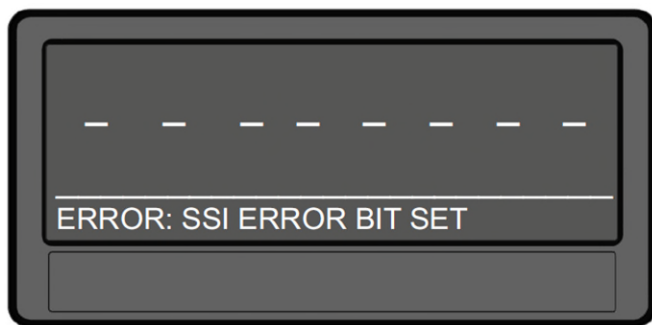 - - - - - - - -
ERROR: SSI ERROR BIT SET